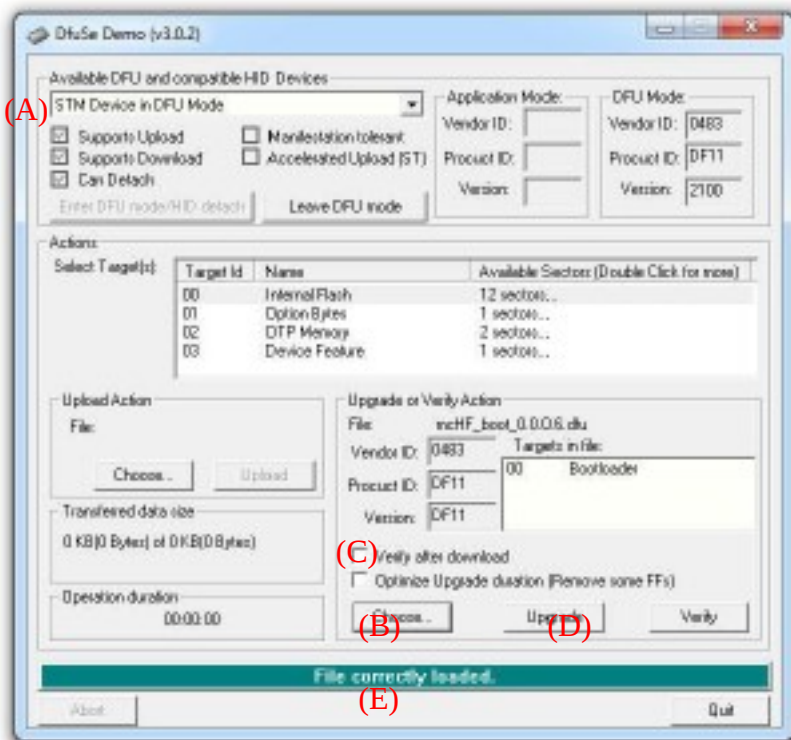 DfuSe Demo (v3.0.2)
Available DFU and compatible HID Devices
(A)
STM Device in DFU Mode
Supports Upload
Manifestation tolerant
Supports Download
Accelerated Upload (ST)
Can Detach
Enter DFU mode/HID detach
Leave DFU mode
Application Mode:
Vendor ID:
Procuct ID:
Version:
DFU Mode:
Vendor ID: 0483
Procuct ID: DF11
Version: 2100
Actions
Select Target(s):
Target Id Name Available Sectors (Double Click for more)
00 Internal Flash 12 sectors...
01 Option Bytes 1 sectors...
02 OTP Memory 2 sectors...
03 Device Feature 1 sectors...
Upload Action
File:
Choose...
Upload
Transferred data size
0 KB(0 Bytes) of 0 KB(0 Bytes)
Operation duration
00:00:00
Upgrade or Verify Action
File: mcHF_boot_0.0.0.6.dfu
Vendor ID: 0483
Procuct ID: DF11
Version: DF11
Targets in file:
00 Bootloader
(C)
Verify after download
Optimize Upgrade duration (Remove some FFs)
Choose...
(B)
Upgrade
(D)
Verify
File correctly loaded.
(E)
Abort
Quit